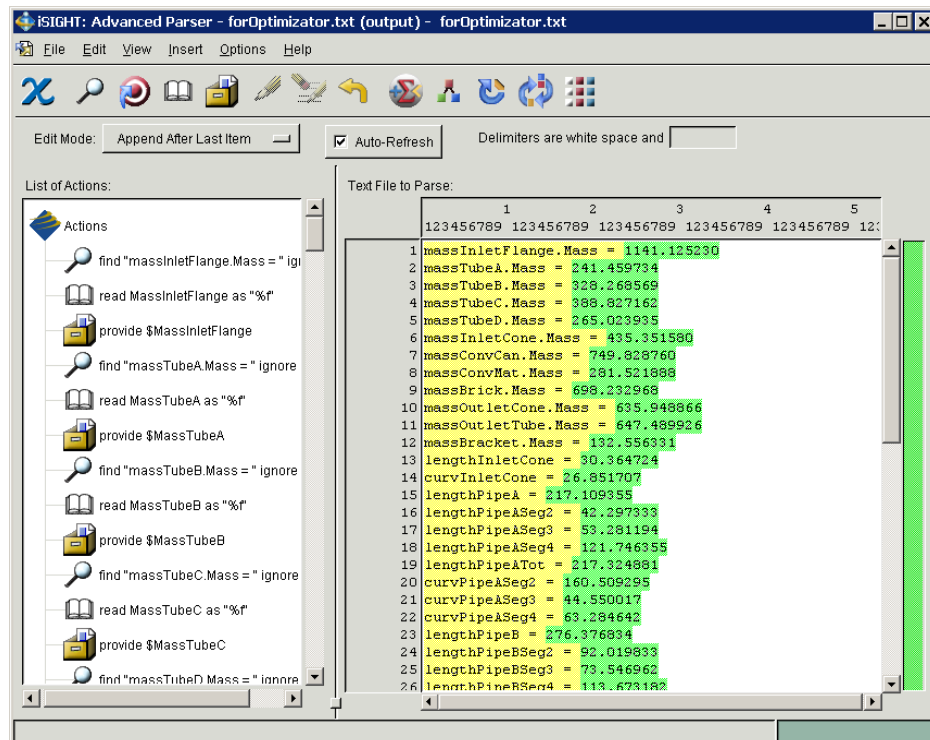 iSIGHT: Advanced Parser - forOptimizator.txt (output) - forOptimizator.txt
File Edit View Insert Options Help
Edit Mode: Append After Last Item Auto-Refresh Delimiters are white space and
List of Actions:
Actions
find "massInletFlange.Mass = " ig
read MassInletFlange as "%f"
provide $MassInletFlange
find "massTubeA.Mass = " ignore
read MassTubeA as "%f"
provide $MassTubeA
find "massTubeB.Mass = " ignore
read MassTubeB as "%f"
provide $MassTubeB
find "massTubeC.Mass = " ignore
read MassTubeC as "%f"
provide $MassTubeC
find "massTubeD.Mass = " ignore
Text File to Parse:
1 2 3 4 5
123456789 123456789 123456789 123456789 123456789 12
1 massInletFlange.Mass = 1141.125230
2 massTubeA.Mass = 241.459734
3 massTubeB.Mass = 328.268569
4 massTubeC.Mass = 388.827162
5 massTubeD.Mass = 265.023935
6 massInletCone.Mass = 435.351580
7 massConvCan.Mass = 749.828760
8 massConvMat.Mass = 281.521888
9 massBrick.Mass = 698.232968
10 massOutletCone.Mass = 635.948866
11 massOutletTube.Mass = 647.489926
12 massBracket.Mass = 132.556331
13 lengthInletCone = 30.364724
14 curvInletCone = 26.851707
15 lengthPipeA = 217.109355
16 lengthPipeASeg2 = 42.297333
17 lengthPipeASeg3 = 53.281194
18 lengthPipeASeg4 = 121.746355
19 lengthPipeATot = 217.324881
20 curvPipeASeg2 = 160.509295
21 curvPipeASeg3 = 44.550017
22 curvPipeASeg4 = 63.284642
23 lengthPipeB = 276.376834
24 lengthPipeBSeg2 = 92.019833
25 lengthPipeBSeg3 = 73.546962
26 lengthPipeBSeg4 = 113.673182